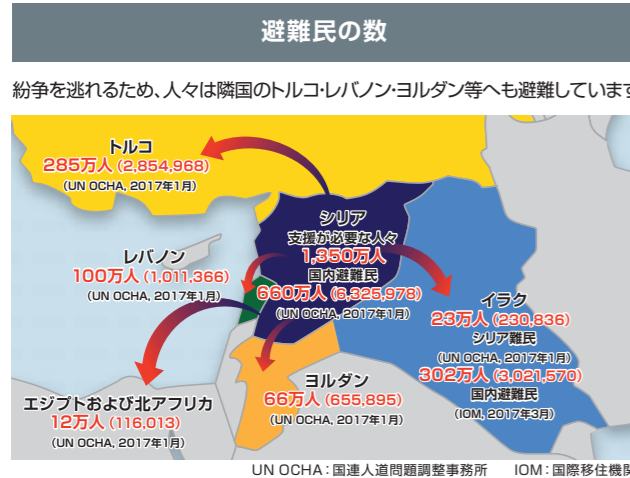 避難民の数
紛争を逃れるため、人々は隣国のトルコ・レバノン・ヨルダン等へも避難しています
トルコ
285万人 (2,854,968)
(UN OCHA, 2017年1月)
シリア
支援が必要な人々
1,350万人
国内避難民
660万人 (6,325,978)
(UN OCHA, 2017年1月)
レバノン
100万人 (1,011,366)
(UN OCHA, 2017年1月)
イラク
23万人 (230,836)
シリア難民
(UN OCHA, 2017年1月)
302万人 (3,021,570)
国内避難民
(IOM, 2017年3月)
ヨルダン
66万人 (655,895)
(UN OCHA, 2017年1月)
エジプトおよび北アフリカ
12万人 (116,013)
(UN OCHA, 2017年1月)
UN OCHA：国連人道問題調整事務所　IOM：国際移住機関